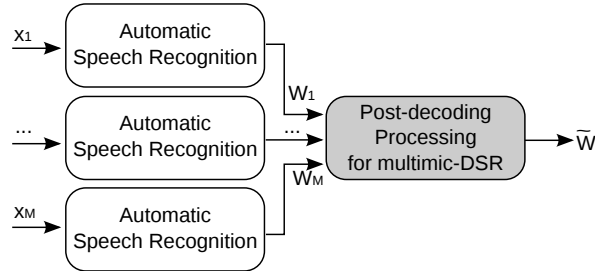 x1
Automatic
Speech Recognition
W1
...
Automatic
Speech Recognition
...
Post-decoding
Processing
for multimic-DSR
W̃
xM
Automatic
Speech Recognition
WM